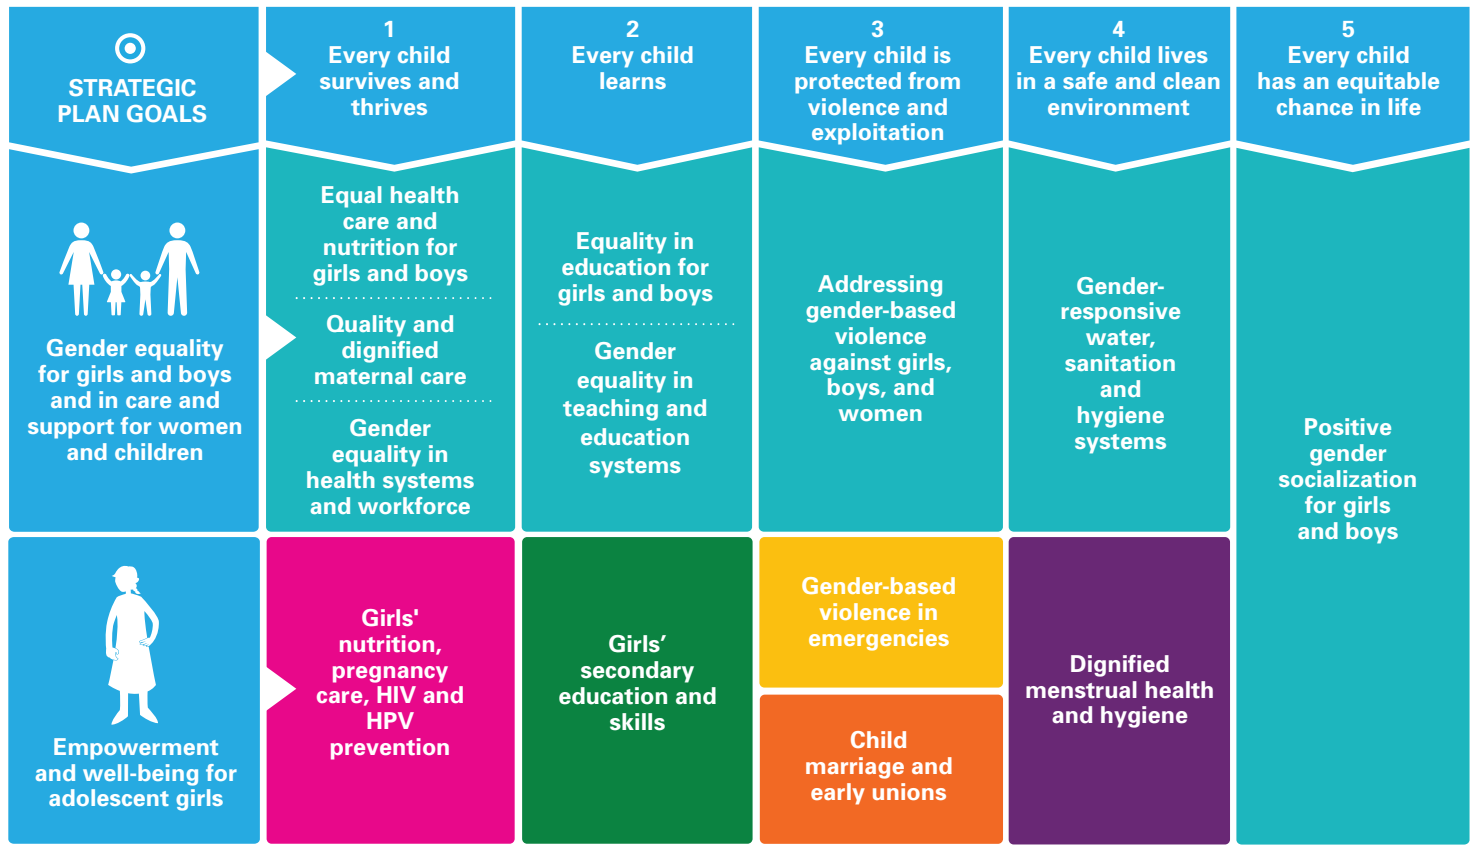 STRATEGIC
PLAN GOALS
1
Every child
survives and
thrives
2
Every child
learns
3
Every child is
protected from
violence and
exploitation
4
Every child lives
in a safe and clean
environment
5
Every child
has an equitable
chance in life
Gender equality
for girls and boys
and in care and
support for women
and children
Equal health
care and
nutrition for
girls and boys
Quality and
dignified
maternal care
Gender
equality in
health systems
and workforce
Equality in
education for
girls and boys
Gender
equality in
teaching and
education
systems
Addressing
gender-based
violence
against girls,
boys, and
women
Gender-
responsive
water,
sanitation
and
hygiene
systems
Positive
gender
socialization
for girls
and boys
Empowerment
and well-being for
adolescent girls
Girls'
nutrition,
pregnancy
care, HIV and
HPV
prevention
Girls’
secondary
education and
skills
Gender-based
violence in
emergencies
Child
marriage and
early unions
Dignified
menstrual health
and hygiene